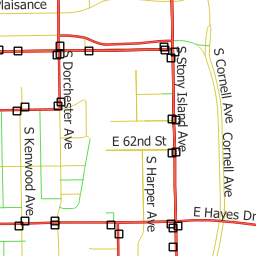 Plaisance
S Dorchester Ave
S Stony Island Ave
S Cornell Ave
Cornell Ave
E 62nd St
S Kenwood Ave
S Harper Ave
E Hayes Dr